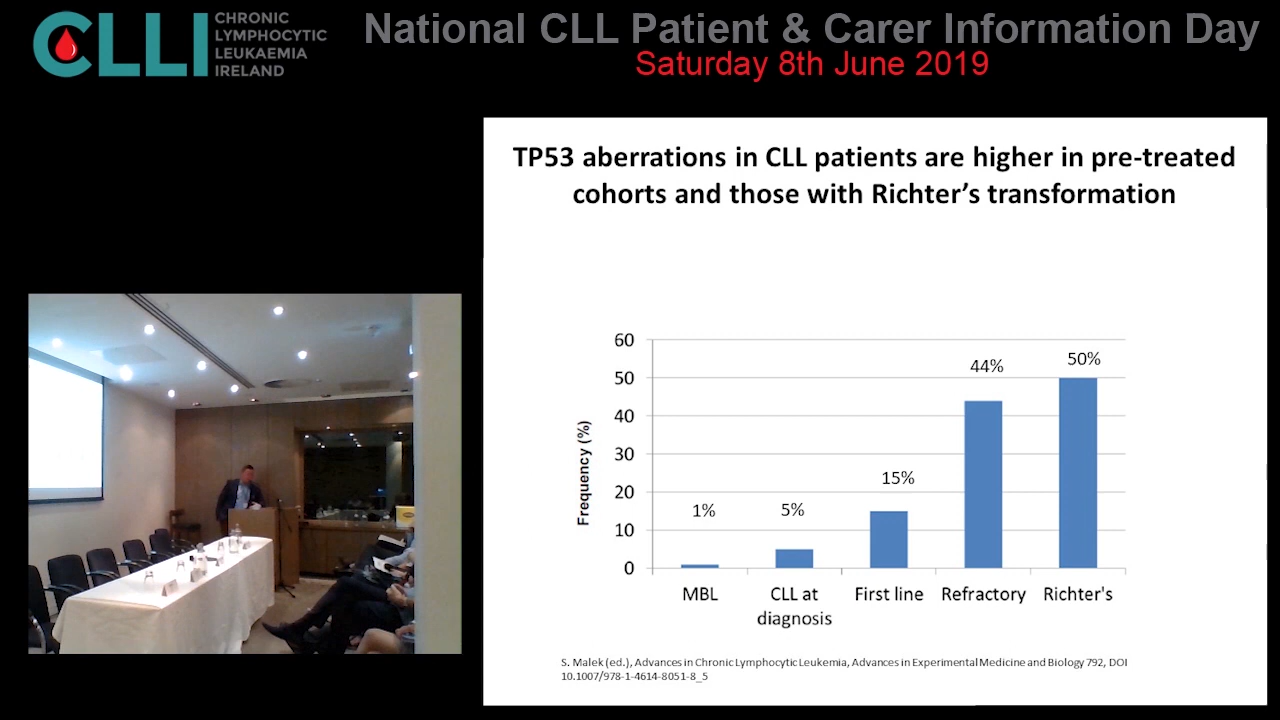 CLLI
CHRONIC
LYMPHOCYTIC
LEUKAEMIA
IRELAND
National CLL Patient & Carer Information Day
Saturday 8th June 2019
TP53 aberrations in CLL patients are higher in pre-treated
cohorts and those with Richter’s transformation
Frequency (%)
60
50
40
30
20
10
0
1%
5%
15%
44%
50%
MBL
CLL at
diagnosis
First line
Refractory
Richter's
S. Malek (ed.), Advances in Chronic Lymphocytic Leukemia, Advances in Experimental Medicine and Biology 792, DOI
10.1007/978-1-4614-8051-8_5